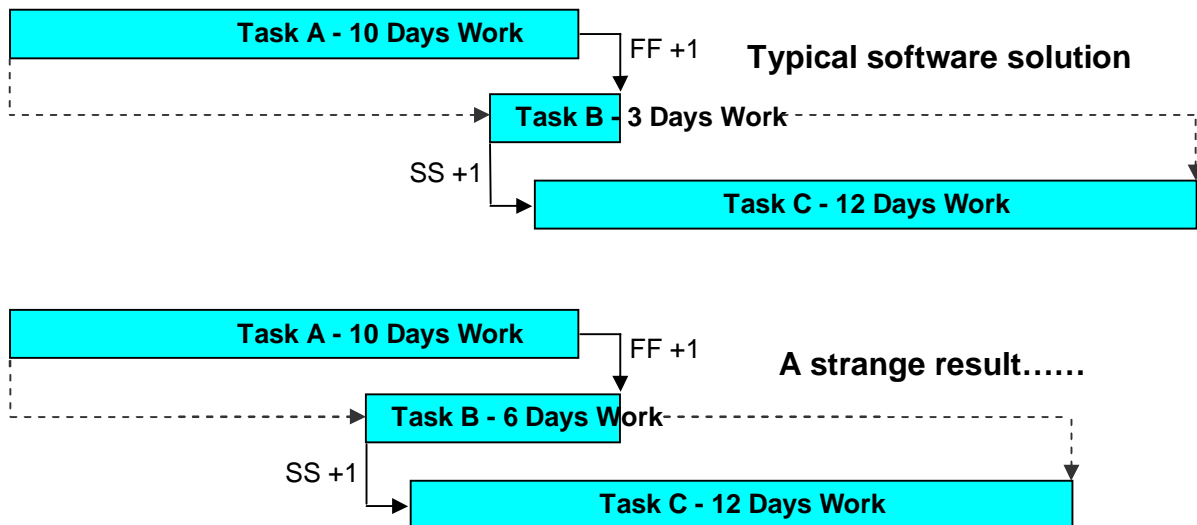 Task A - 10 Days Work
FF +1
Typical software solution
Task B - 3 Days Work
SS +1
Task C - 12 Days Work
Task A - 10 Days Work
FF +1
A strange result......
Task B - 6 Days Work
SS +1
Task C - 12 Days Work